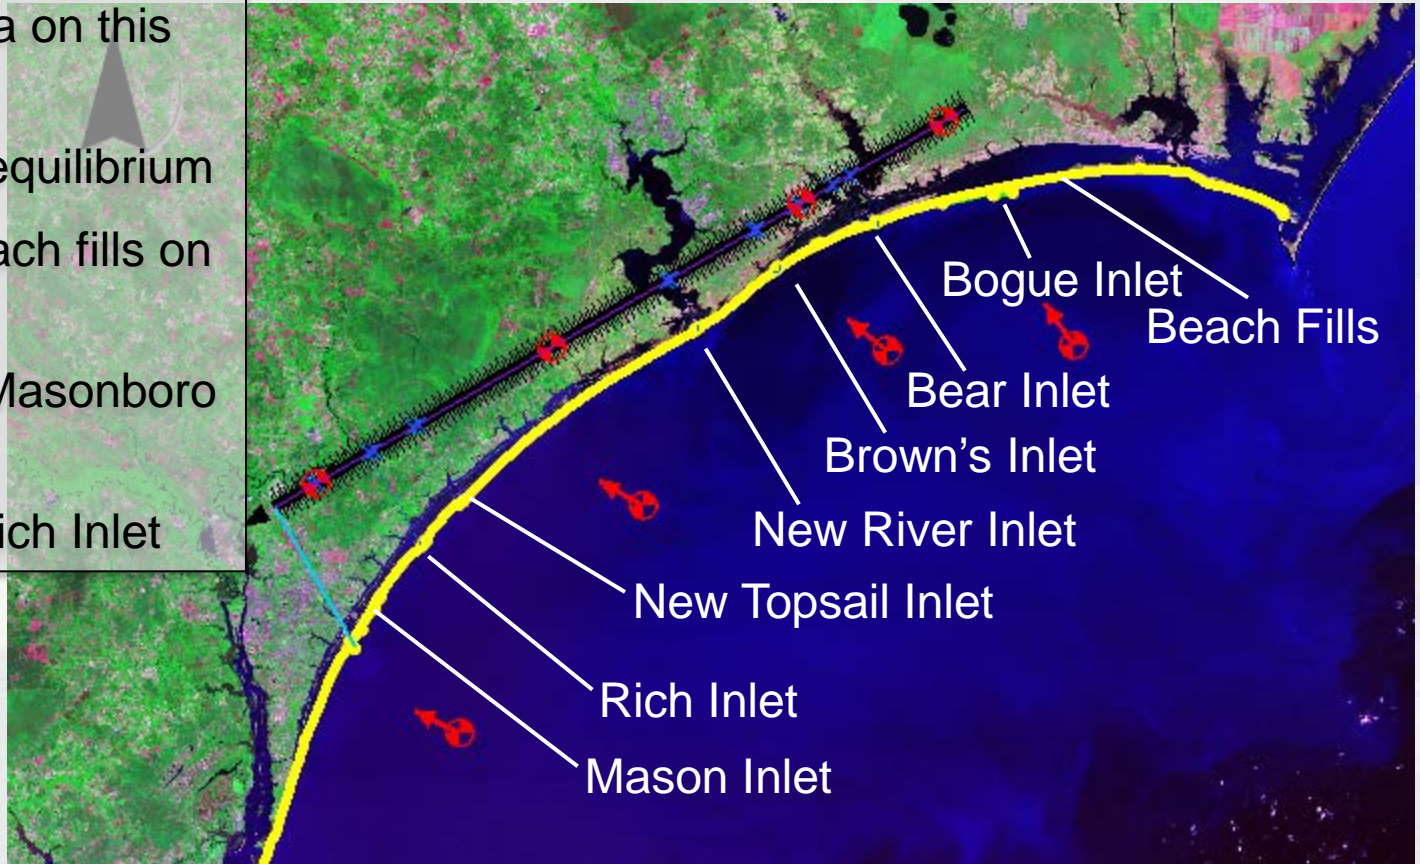 a on this
equilibrium
ach fills on
Masonboro
ich Inlet
Bogue Inlet
Beach Fills
Bear Inlet
Brown's Inlet
New River Inlet
New Topsail Inlet
Rich Inlet
Mason Inlet